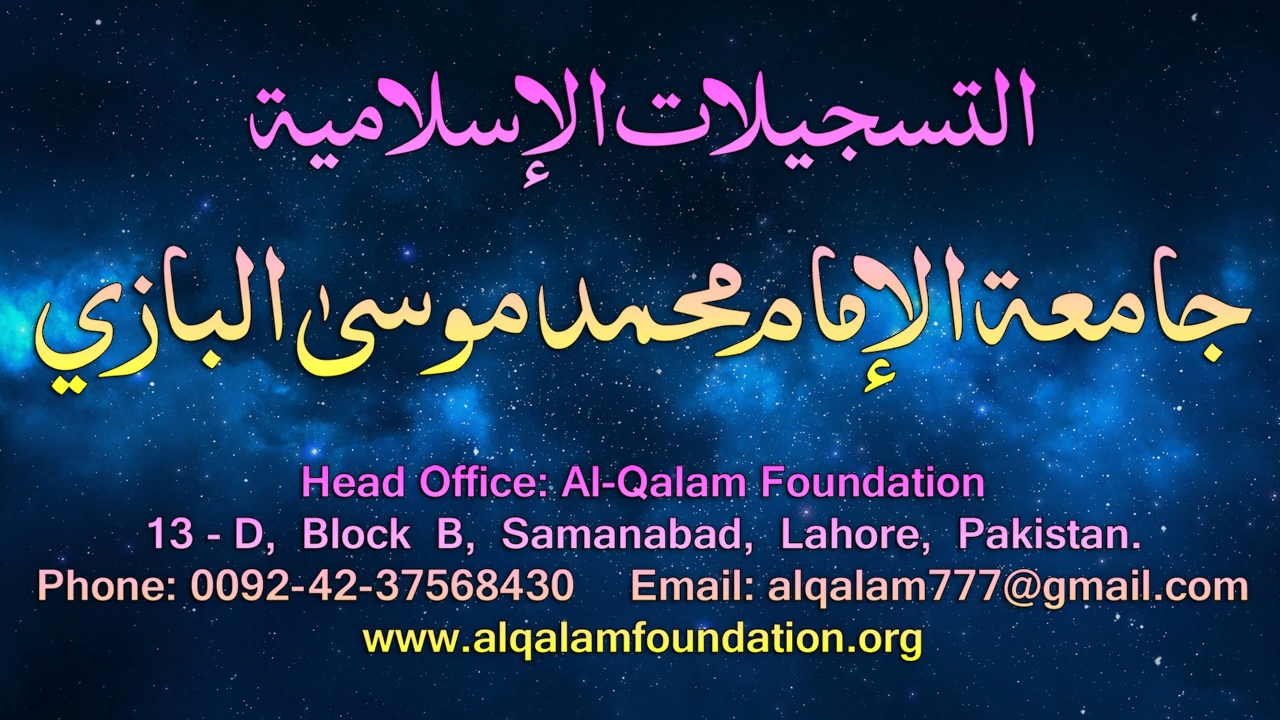 التسجيلات الإسلامية
جامعة الإمام محمد موسىٰ البازي
Head Office: Al-Qalam Foundation
13 - D, Block B, Samanabad, Lahore, Pakistan.
Phone: 0092-42-37568430 Email: alqalam777@gmail.com
www.alqalamfoundation.org